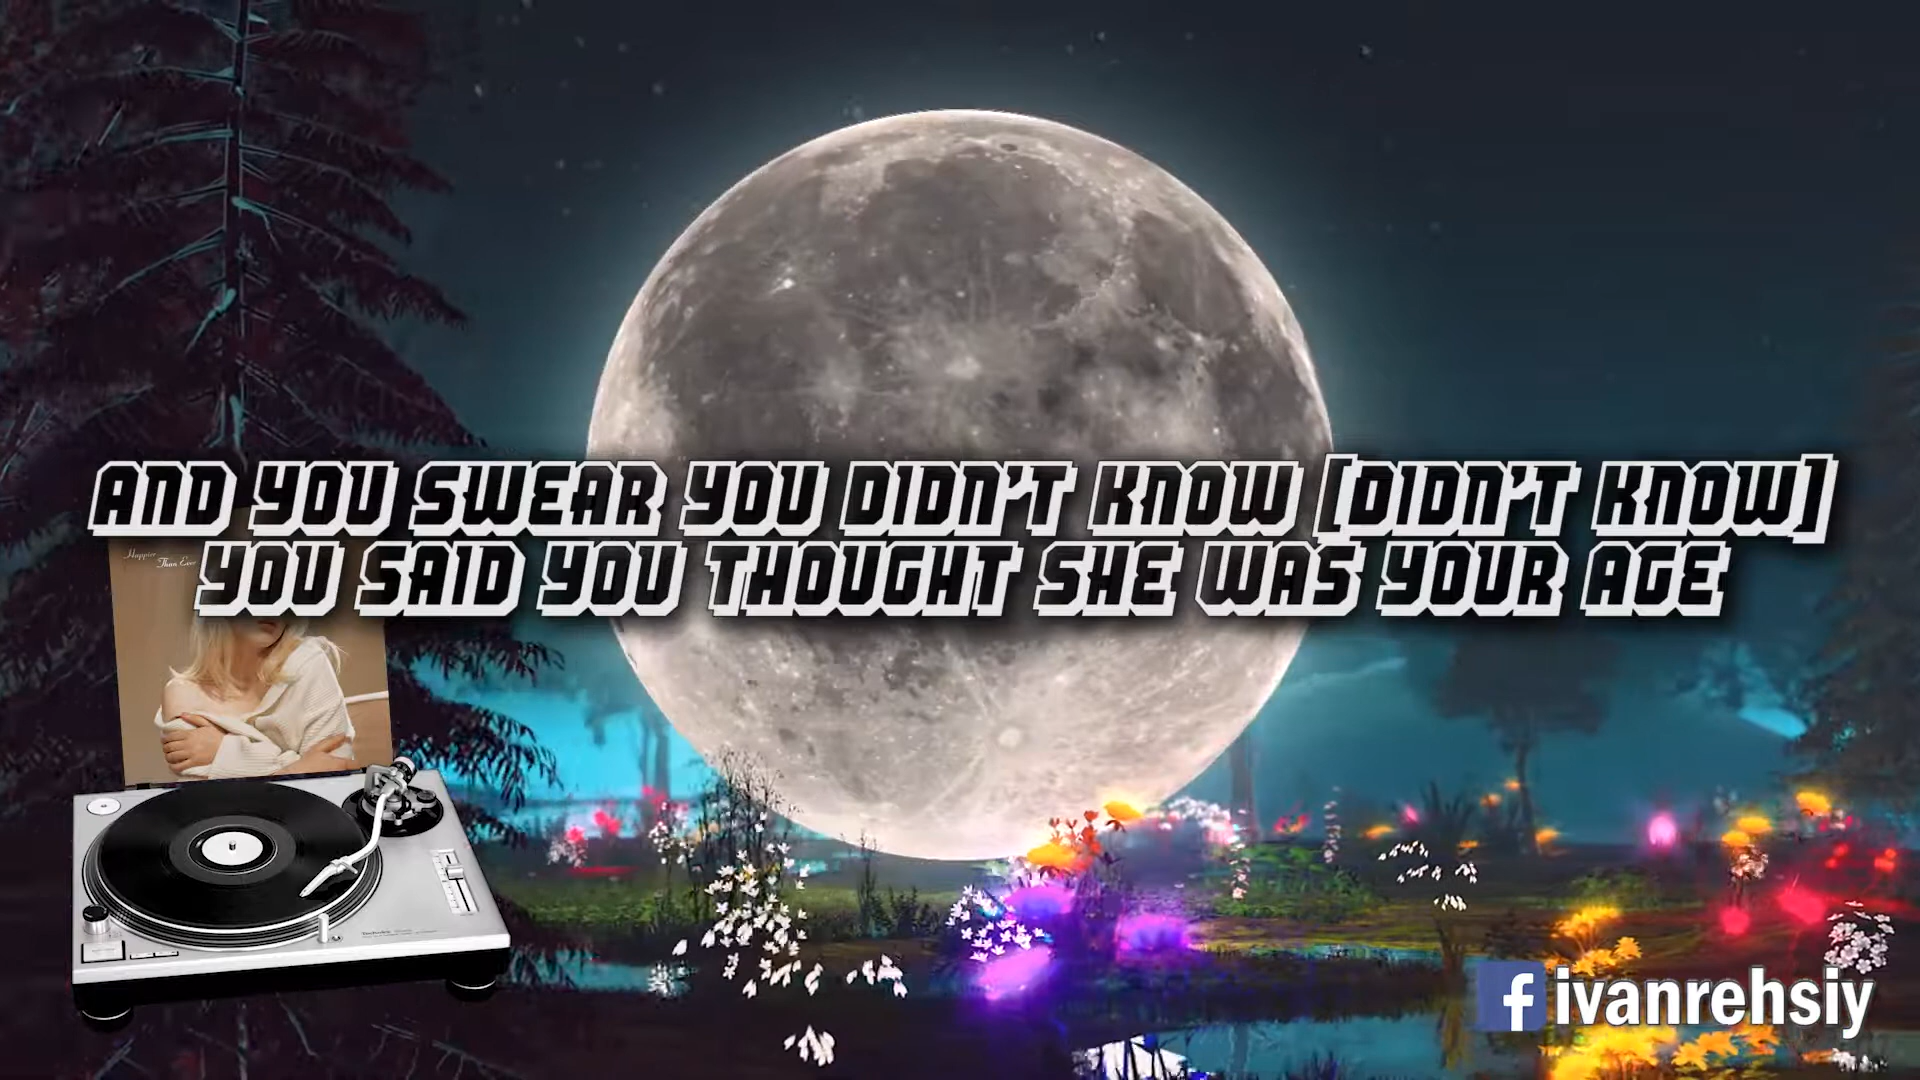 AND YOU SWEAR YOU DIDN'T KNOW [DIDN'T KNOW]
YOU SAID YOU THOUGHT SHE WAS YOUR AGE
Happier
Than Ever
Technics
f ivanrehsiy